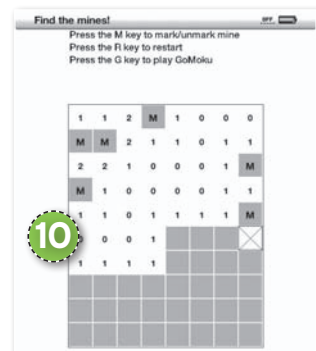 Find the mines!
Press the M key to mark/unmark mine
Press the R key to restart
Press the G key to play GoMoku
1 1 2 M 1 0 0 0
M M 2 1 1 0 1 1
2 2 1 0 0 0 1 M
M 1 0 0 0 0 1 1
1 1 0 1 1 1 1 M
10
0 0 1
1 1 1 1